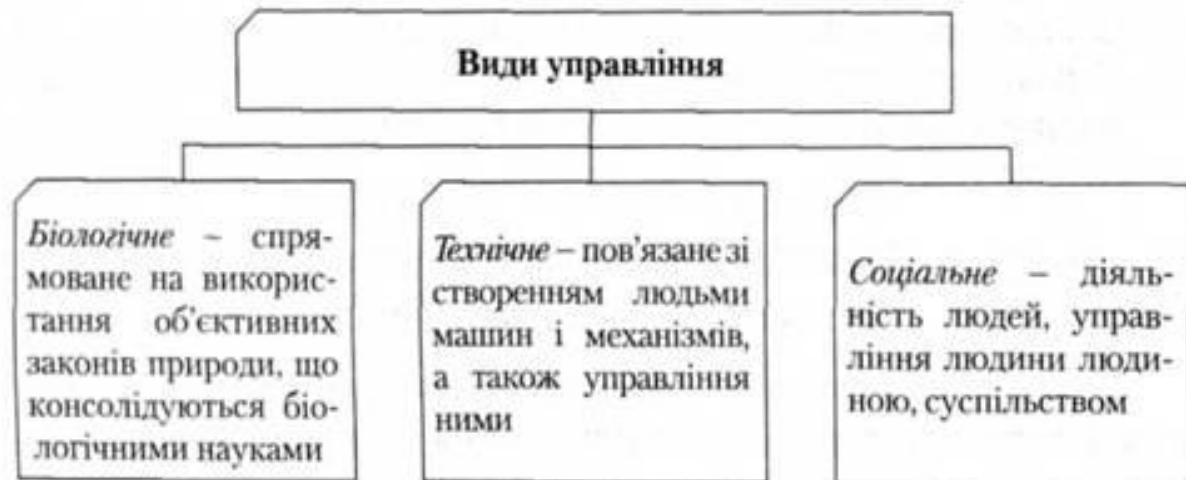 Види управління
Біологічне – спря-
моване на викорис-
тання об'єктивних
законів природи, що
консолідуються біо-
логічними науками
Технічне – пов'язане зі
створенням людьми
машин і механізмів,
а також управління
ними
Соціальне – діяль-
ність людей, управ-
ління людини люди-
ною, суспільством